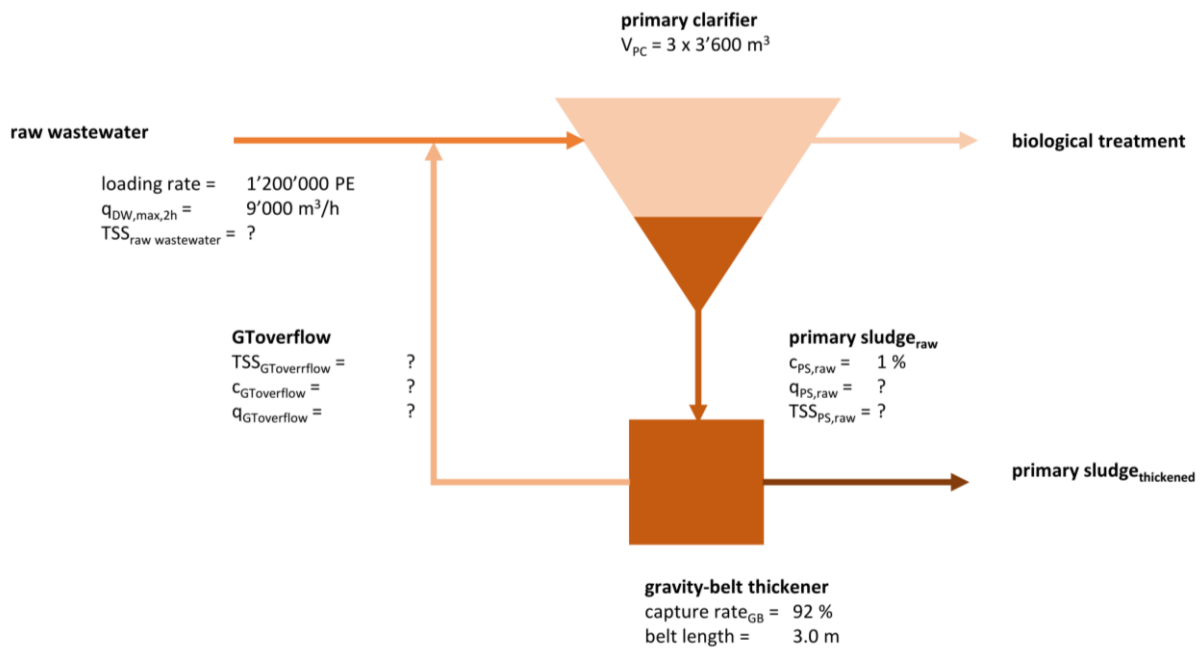 primary clarifier
V_PC = 3 x 3’600 m³
raw wastewater
biological treatment
loading rate = 1’200’000 PE
q_DW,max,2h = 9’000 m³/h
TSS_raw wastewater = ?
GToverflow
TSS_GToverrflow = ?
c_GToverflow = ?
q_GToverflow = ?
primary sludge_raw
c_PS,raw = 1 %
q_PS,raw = ?
TSS_PS,raw = ?
primary sludge_thickened
gravity-belt thickener
capture rate_GB = 92 %
belt length = 3.0 m